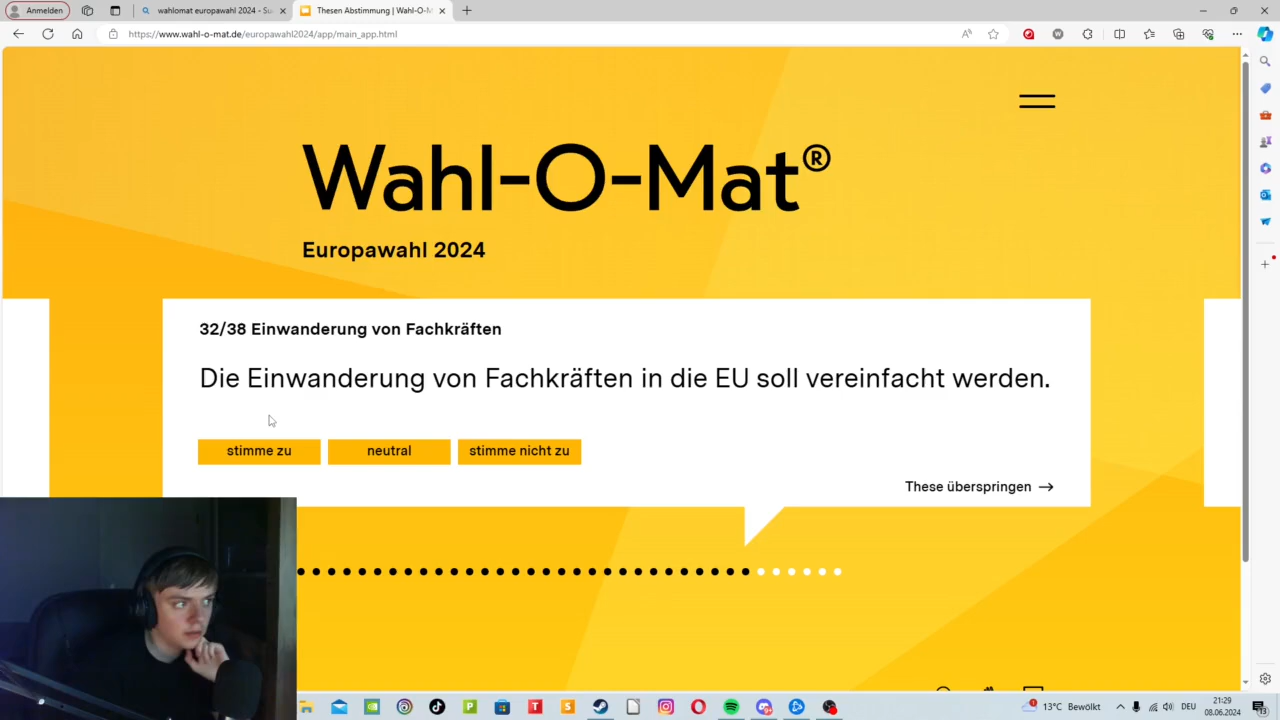 Anmelden
wahlomat europawahl 2024 - Su
Thesen Abstimmung | Wahl-O-M
https://www.wahl-o-mat.de/europawahl2024/app/main_app.html
Wahl-O-Mat®
Europawahl 2024
32/38 Einwanderung von Fachkräften
Die Einwanderung von Fachkräften in die EU soll vereinfacht werden.
stimme zu
neutral
stimme nicht zu
These überspringen →
13°C Bewölkt
DEU
21:29
08.06.2024